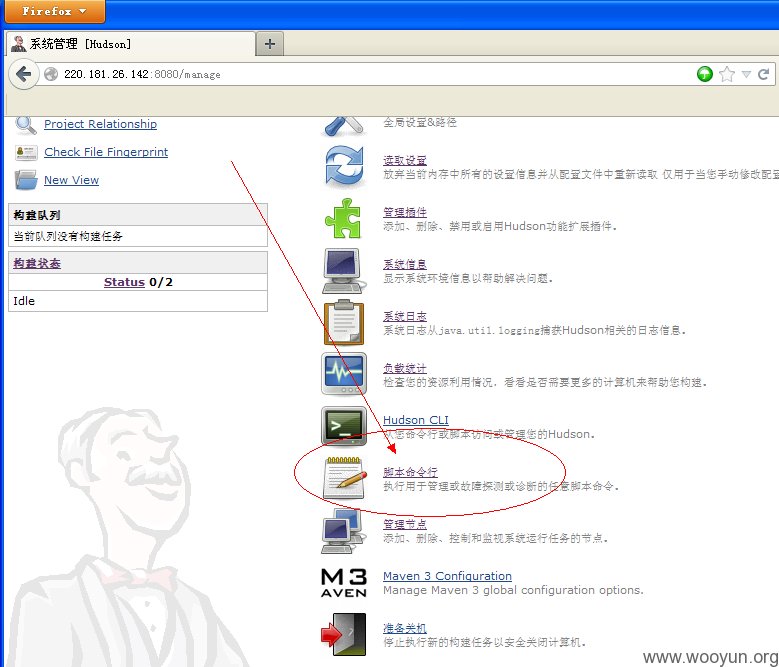 Firefox
系统管理 [Hudson]
220.181.26.142:8080/manage
Project Relationship
Check File Fingerprint
New View
构建队列
当前队列没有构建任务
构建状态
Status 0/2
Idle
全局设置&路径
读取设置
放弃当前内存中所有的设置信息并从配置文件中重新读取 仅用于当您手动修改配置
管理插件
添加、删除、禁用或启用Hudson功能扩展插件。
系统信息
显示系统环境信息以帮助解决问题。
系统日志
系统日志从java.util.logging捕获Hudson相关的日志信息。
负载统计
检查您的资源利用情况，看看是否需要更多的计算机来帮助您构建。
Hudson CLI
从您命令行或脚本访问或管理您的Hudson。
脚本命令行
执行用于管理或故障探测或诊断的任意脚本命令。
管理节点
添加、删除、控制和监视系统运行任务的节点。
M3
AVEN
Maven 3 Configuration
Manage Maven 3 global configuration options.
准备关机
停止执行新的构建任务以安全关闭计算机。
www.wooyun.org